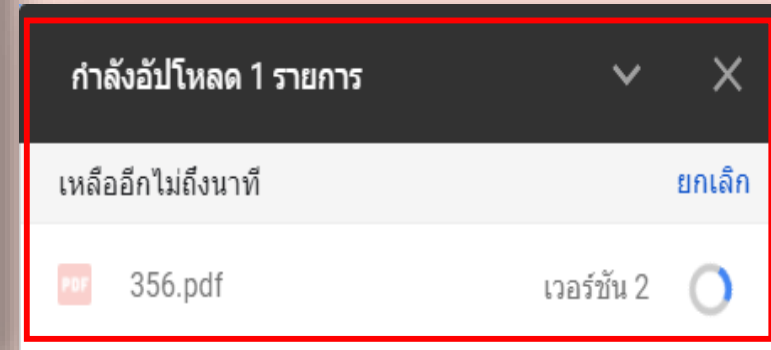 กำลังอัปโหลด 1 รายการ
เหลืออีกไม่ถึงนาที ยกเลิก
PDF 356.pdf เวอร์ชัน 2